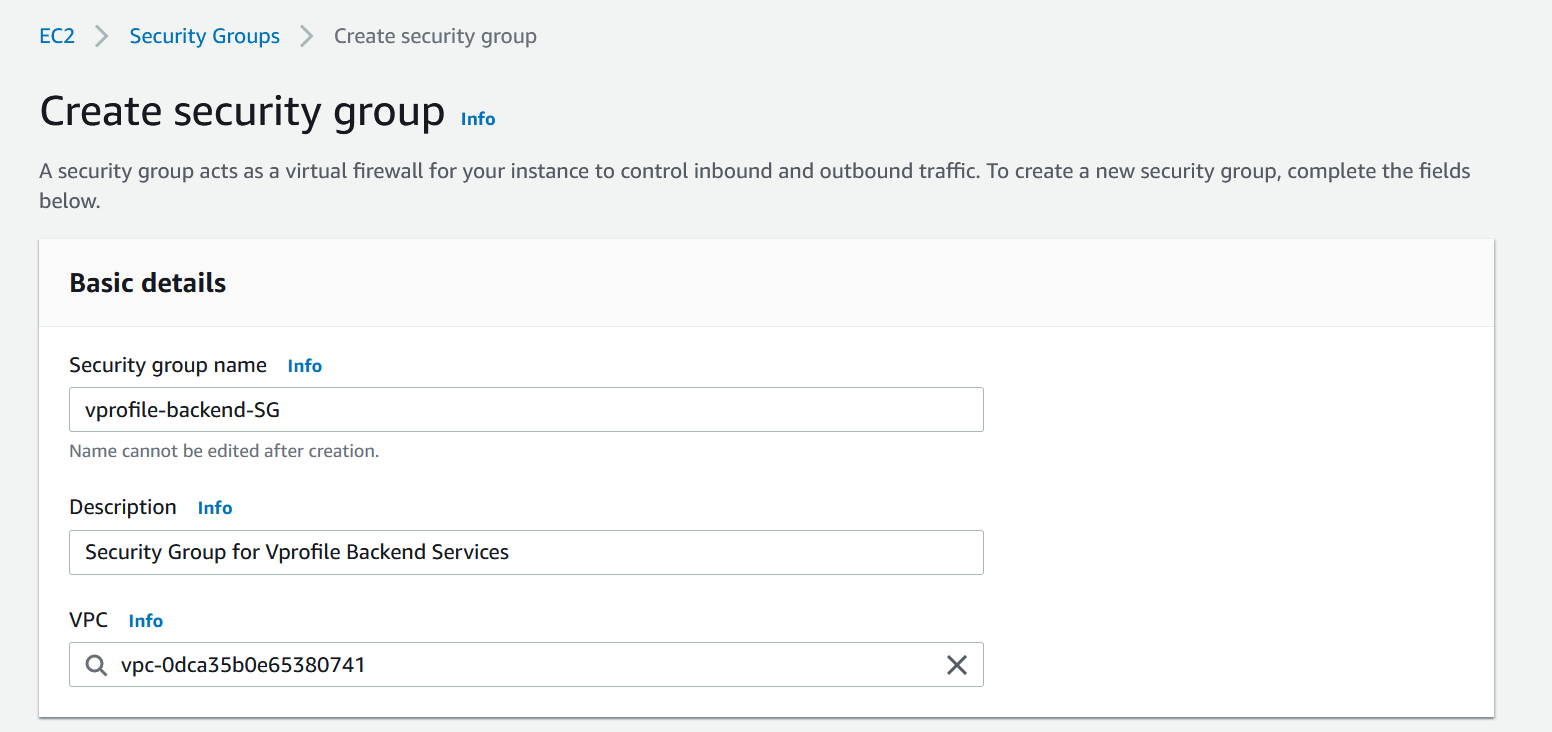 EC2 > Security Groups > Create security group
Create security group Info
A security group acts as a virtual firewall for your instance to control inbound and outbound traffic. To create a new security group, complete the fields
below.
Basic details
Security group name Info
vprofile-backend-SG
Name cannot be edited after creation.
Description Info
Security Group for Vprofile Backend Services
VPC Info
vpc-0dca35b0e65380741